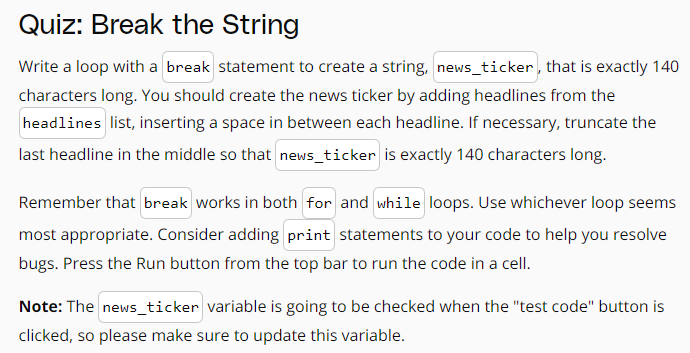 Quiz: Break the String
Write a loop with a break statement to create a string, news_ticker, that is exactly 140
characters long. You should create the news ticker by adding headlines from the
headlines list, inserting a space in between each headline. If necessary, truncate the
last headline in the middle so that news_ticker is exactly 140 characters long.
Remember that break works in both for and while loops. Use whichever loop seems
most appropriate. Consider adding print statements to your code to help you resolve
bugs. Press the Run button from the top bar to run the code in a cell.
Note: The news_ticker variable is going to be checked when the "test code" button is
clicked, so please make sure to update this variable.